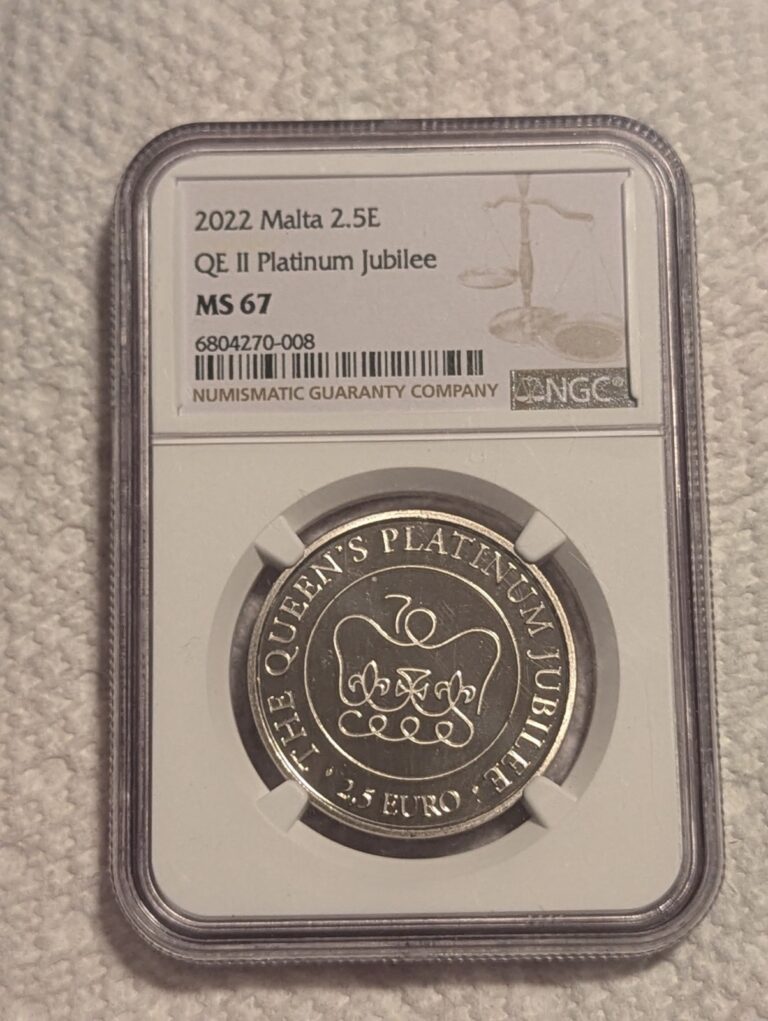 2022 Malta 2.5E
QE II Platinum Jubilee
MS 67
6804270-008
NUMISMATIC GUARANTY COMPANY
NGC®
THE QUEEN'S PLATINUM JUBILEE
70
2.5 EURO